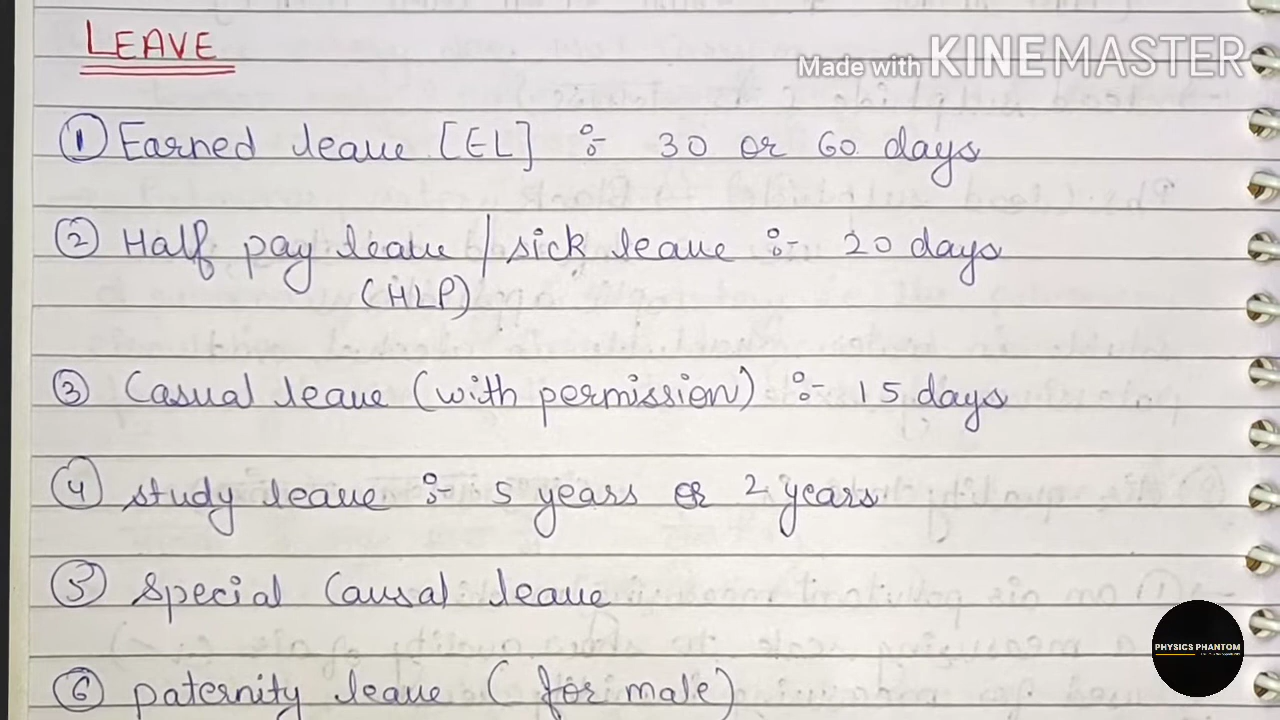 LEAVE
Made with KINEMASTER
① Earned leave [EL] :- 30 or 60 days
② Half pay leave / sick leave :- 20 days
(HLP)
③ Casual leave (with permission) :- 15 days
④ study leave :- 5 years or 2 years
⑤ special Causal leave
⑥ paternity leave ( for male)
PHYSICS PHANTOM